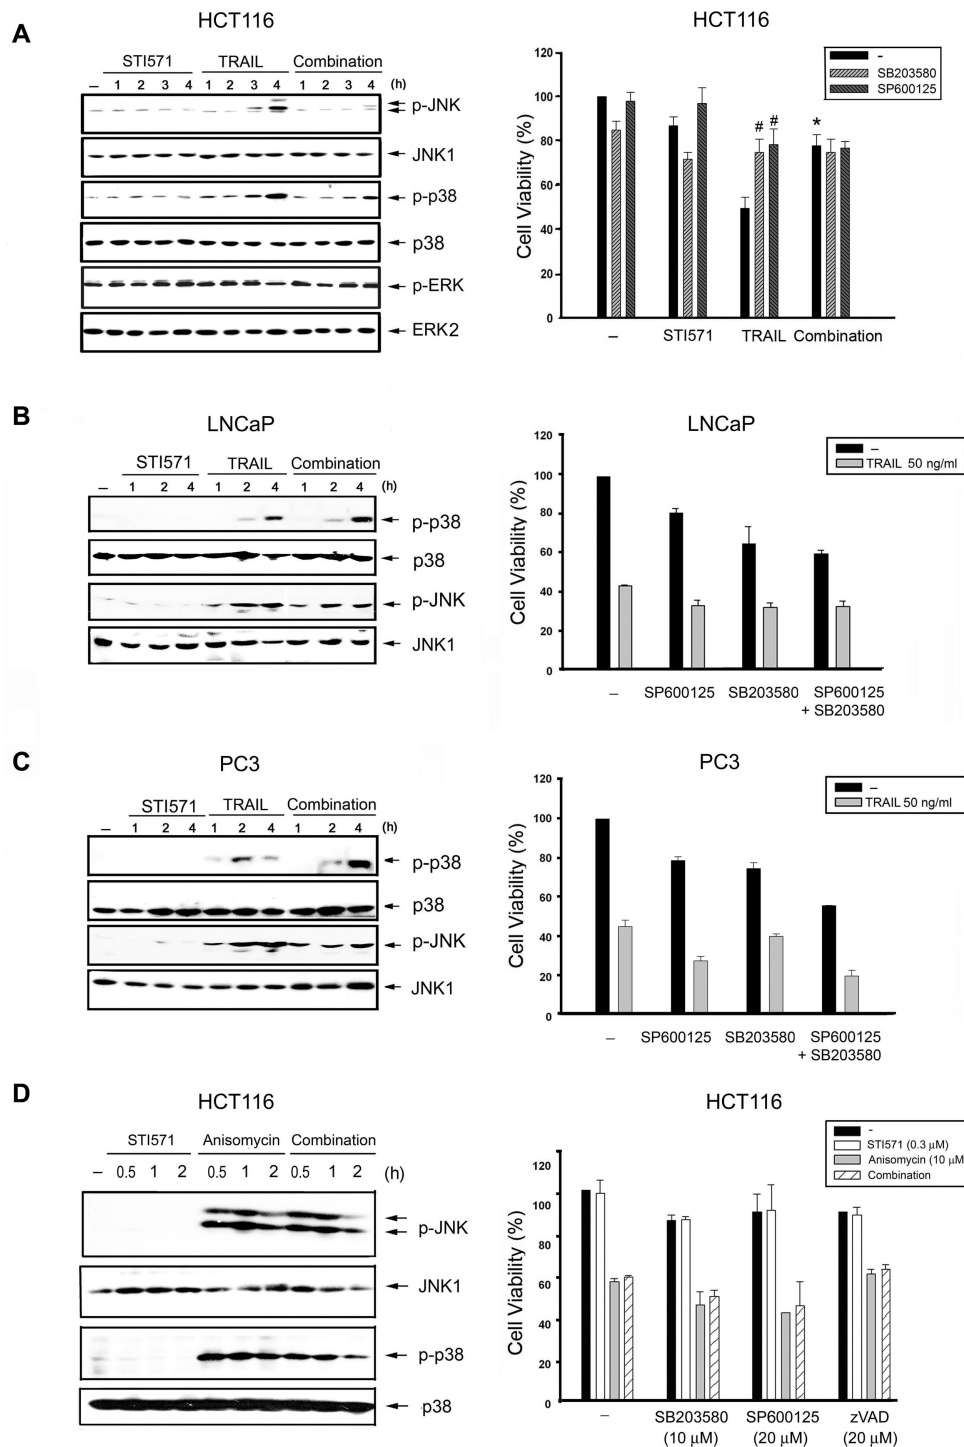 A
HCT116
STI571 TRAIL Combination
– 1 2 3 4 1 2 3 4 1 2 3 4 (h)
p-JNK
JNK1
p-p38
p38
p-ERK
ERK2
HCT116
-
SB203580
SP600125
Cell Viability (%)
120
100
80
60
40
20
0
# # *
– STI571 TRAIL Combination
B
LNCaP
STI571 TRAIL Combination
– 1 2 4 1 2 4 1 2 4 (h)
p-p38
p38
p-JNK
JNK1
LNCaP
–
TRAIL 50 ng/ml
Cell Viability (%)
120
100
80
60
40
20
0
– SP600125 SB203580 SP600125
+ SB203580
C
PC3
STI571 TRAIL Combination
– 1 2 4 1 2 4 1 2 4 (h)
p-p38
p38
p-JNK
JNK1
PC3
–
TRAIL 50 ng/ml
Cell Viability (%)
120
100
80
60
40
20
0
– SP600125 SB203580 SP600125
+ SB203580
D
HCT116
STI571 Anisomycin Combination
– 0.5 1 2 0.5 1 2 0.5 1 2 (h)
p-JNK
JNK1
p-p38
p38
HCT116
-
STI571 (0.3 μM)
Anisomycin (10 μM
Combination
Cell Viability (%)
120
100
80
60
40
20
0
– SB203580 SP600125 zVAD
(10 μM) (20 μM) (20 μM)